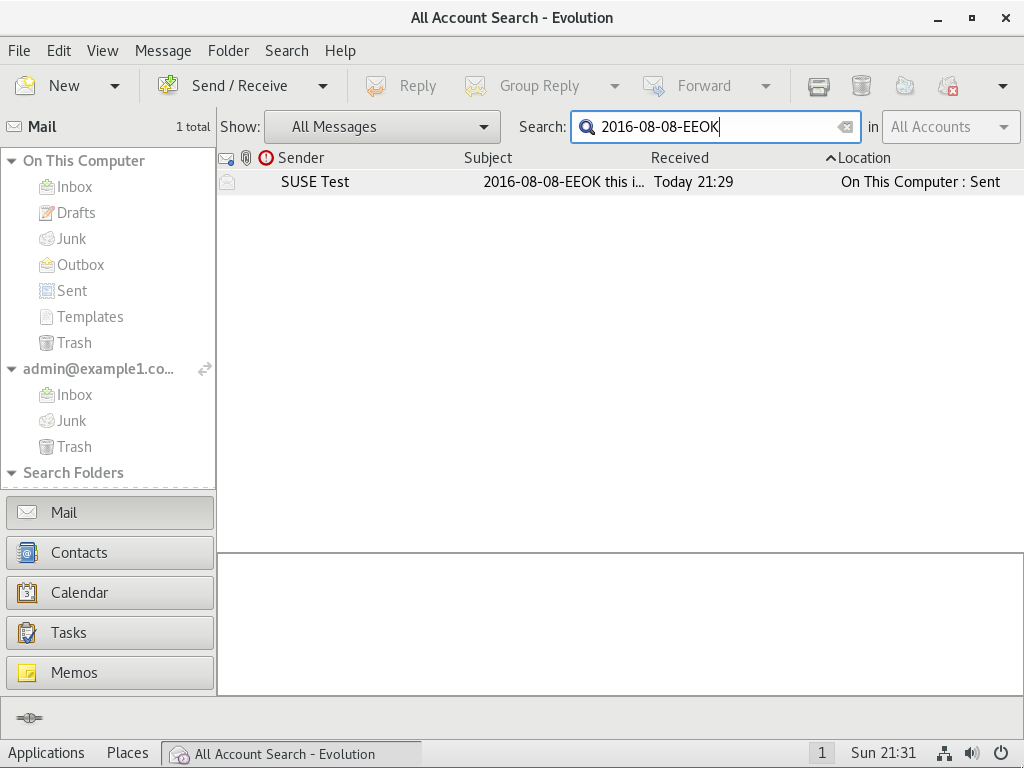 All Account Search - Evolution
File Edit View Message Folder Search Help
New Send / Receive Reply Group Reply Forward
Mail 1 total Show: All Messages Search: 2016-08-08-EEOK in All Accounts
Sender Subject Received Location
SUSE Test 2016-08-08-EEOK this i... Today 21:29 On This Computer : Sent
On This Computer
Inbox
Drafts
Junk
Outbox
Sent
Templates
Trash
admin@example1.co...
Inbox
Junk
Trash
Search Folders
Mail
Contacts
3 Calendar
Tasks
Memos
Applications Places All Account Search - Evolution 1 Sun 21:31